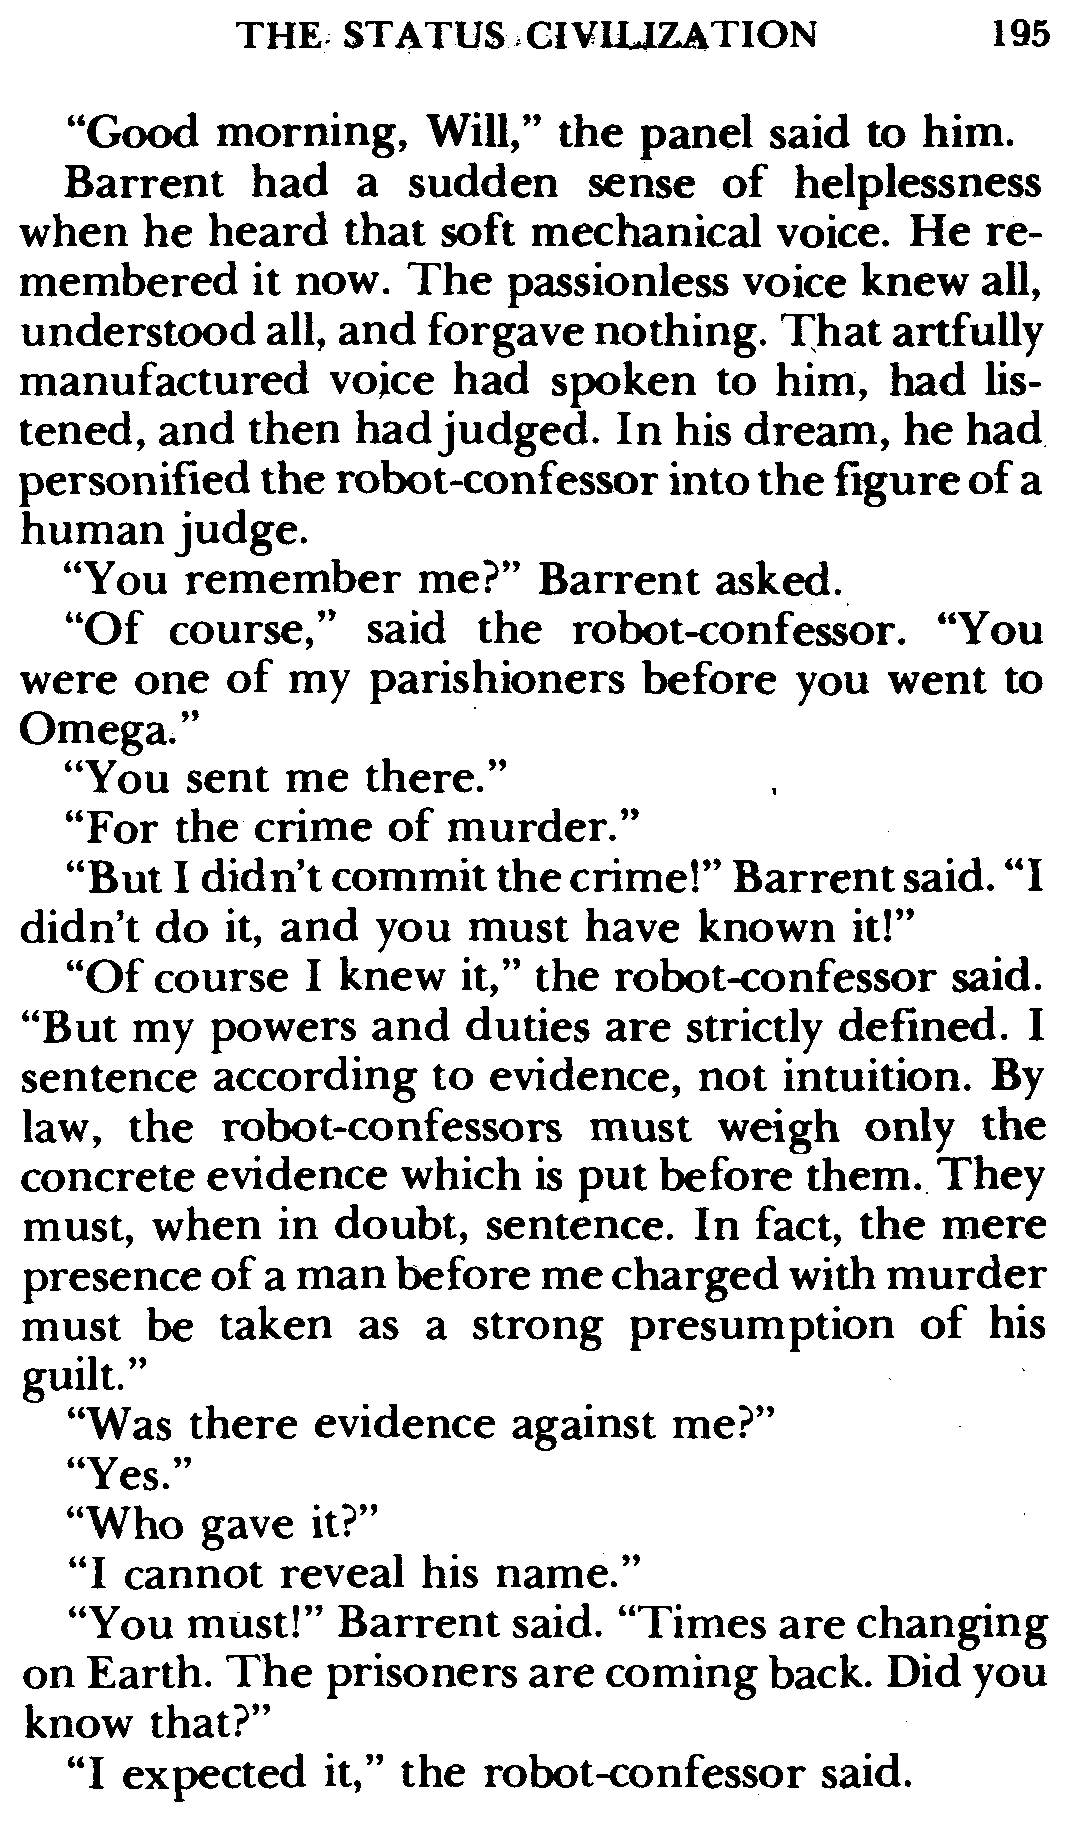 THE STATUS CIVILIZATION 195
“Good morning, Will,” the panel said to him.
Barrent had a sudden sense of helplessness
when he heard that soft mechanical voice. He re-
membered it now. The passionless voice knew all,
understood all, and forgave nothing. That artfully
manufactured voice had spoken to him, had lis-
tened, and then had judged. In his dream, he had
personified the robot-confessor into the figure of a
human judge.
“You remember me?” Barrent asked.
“Of course,” said the robot-confessor. “You
were one of my parishioners before you went to
Omega.”
“You sent me there.”
“For the crime of murder.”
“But I didn’t commit the crime!” Barrent said. “I
didn’t do it, and you must have known it!”
“Of course I knew it,” the robot-confessor said.
“But my powers and duties are strictly defined. I
sentence according to evidence, not intuition. By
law, the robot-confessors must weigh only the
concrete evidence which is put before them. They
must, when in doubt, sentence. In fact, the mere
presence of a man before me charged with murder
must be taken as a strong presumption of his
guilt.”
“Was there evidence against me?”
“Yes.”
“Who gave it?”
“I cannot reveal his name.”
“You must!” Barrent said. “Times are changing
on Earth. The prisoners are coming back. Did you
know that?”
“I expected it,” the robot-confessor said.